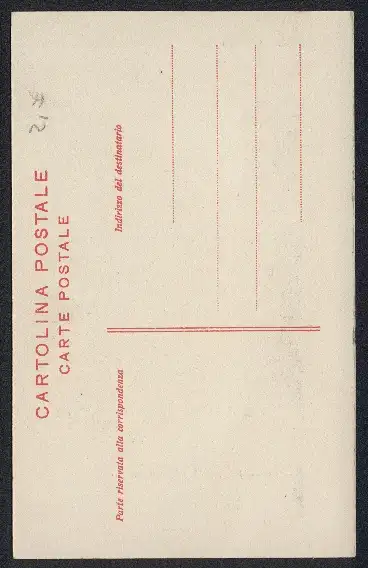 CARTOLINA POSTALE
CARTE POSTALE
Parte riservata alla corrispondenza
Indirizzo del destinatario